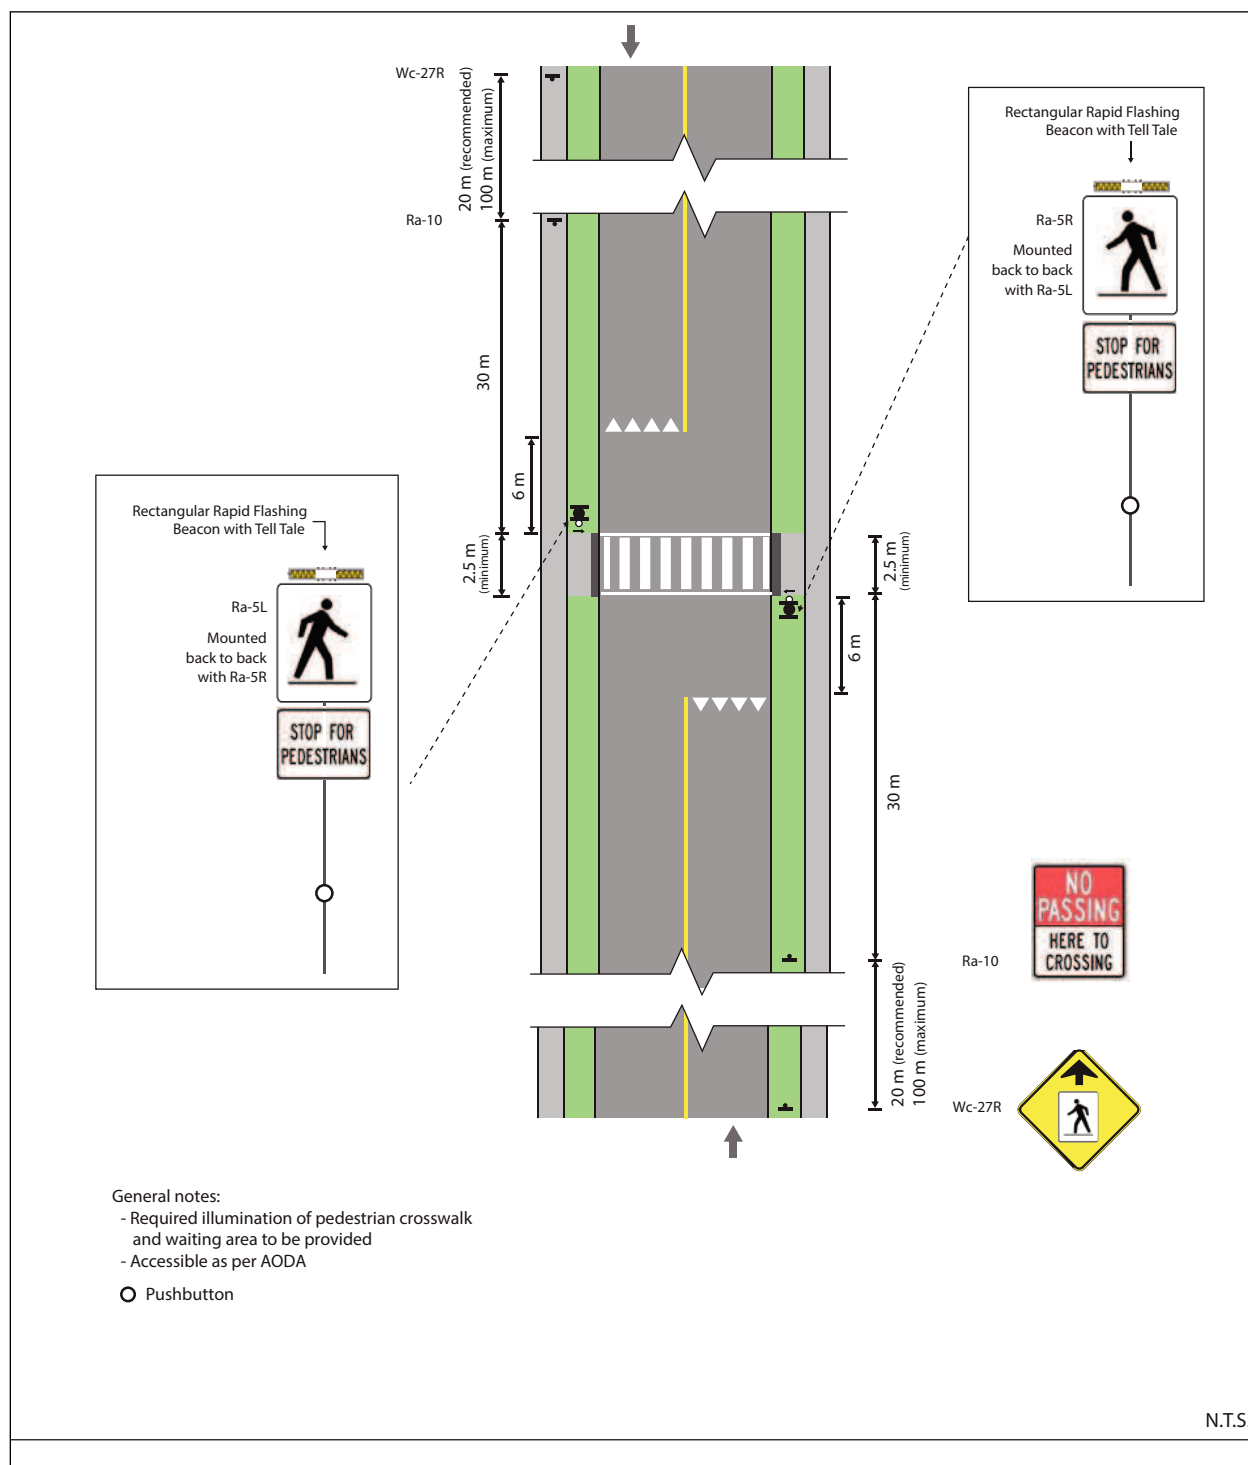 Wc-27R
20 m (recommended)
100 m (maximum)
Ra-10
30 m
6 m
2.5 m
(minimum)
Rectangular Rapid Flashing
Beacon with Tell Tale
Ra-5R
Mounted
back to back
with Ra-5L
STOP FOR
PEDESTRIANS
Rectangular Rapid Flashing
Beacon with Tell Tale
Ra-5L
Mounted
back to back
with Ra-5R
STOP FOR
PEDESTRIANS
2.5 m
(minimum)
6 m
30 m
20 m (recommended)
100 m (maximum)
Ra-10
NO
PASSING
HERE TO
CROSSING
Wc-27R
General notes:
- Required illumination of pedestrian crosswalk
and waiting area to be provided
- Accessible as per AODA
Pushbutton
N.T.S.